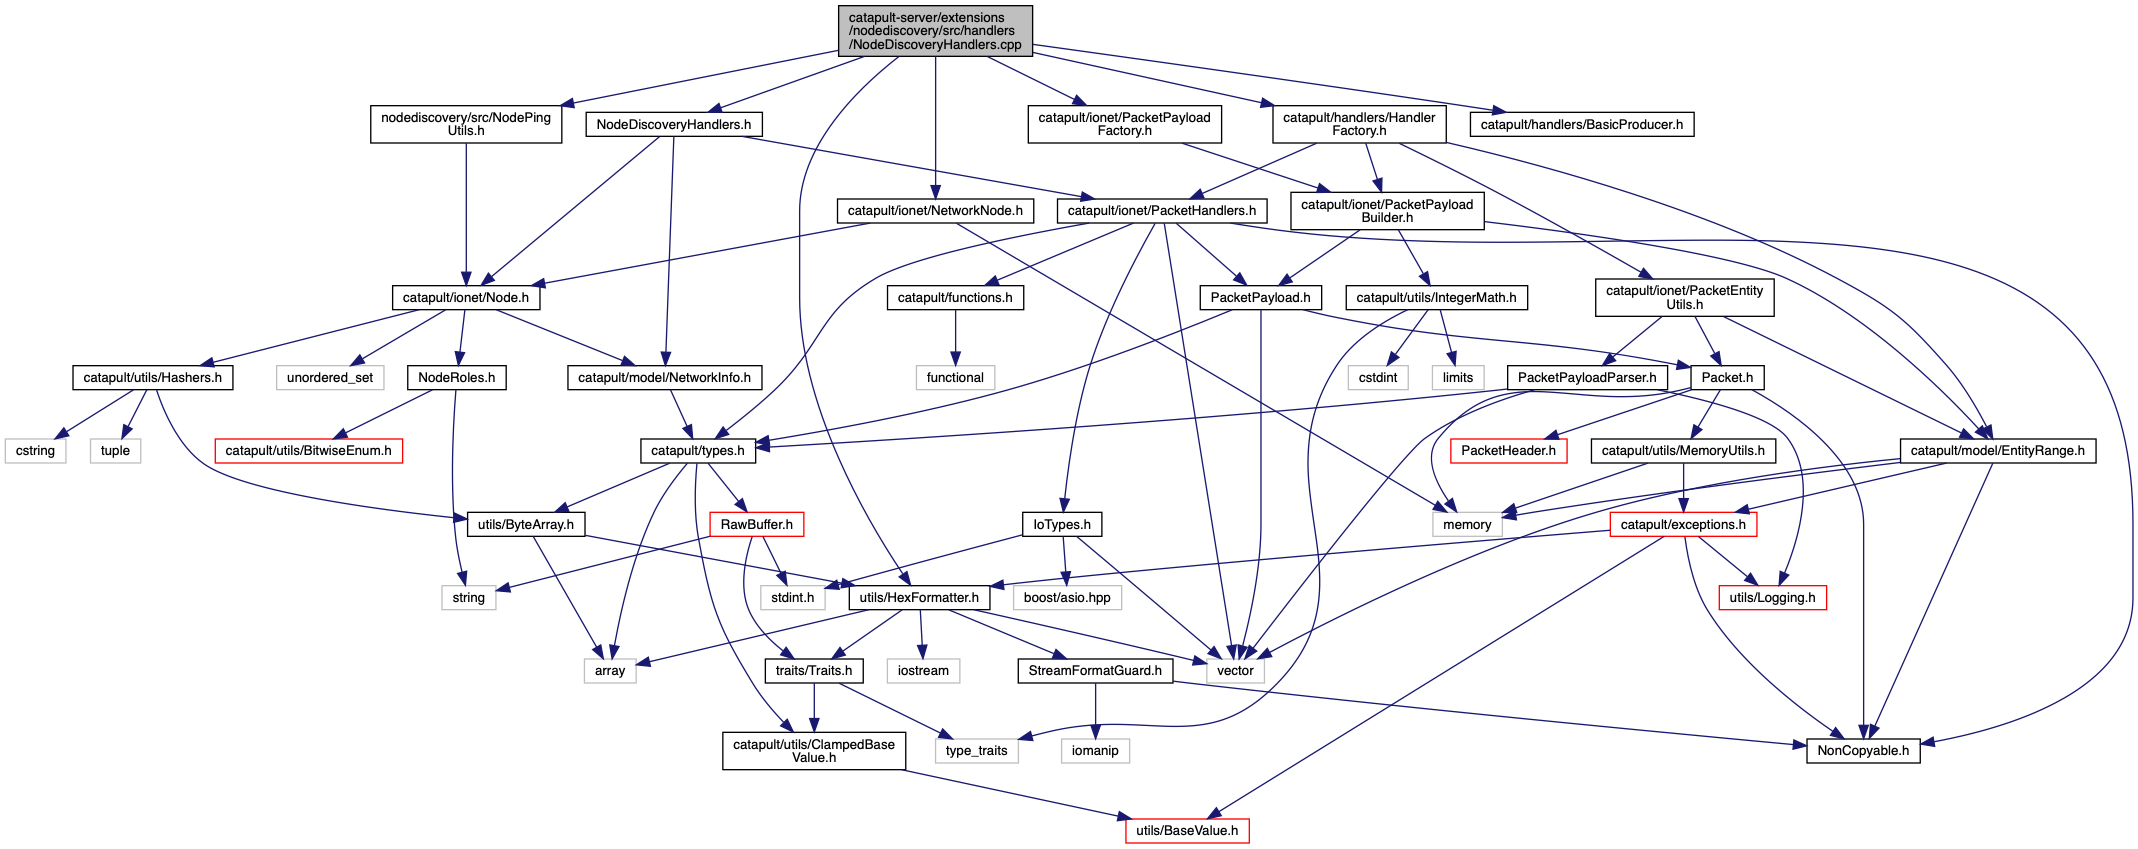 catapult-server/extensions
/nodediscovery/src/handlers
/NodeDiscoveryHandlers.cpp
nodediscovery/src/NodePing
Utils.h
NodeDiscoveryHandlers.h
catapult/ionet/PacketPayload
Factory.h
catapult/handlers/Handler
Factory.h
catapult/handlers/BasicProducer.h
catapult/ionet/NetworkNode.h
catapult/ionet/PacketHandlers.h
catapult/ionet/PacketPayload
Builder.h
catapult/ionet/Node.h
catapult/functions.h
PacketPayload.h
catapult/utils/IntegerMath.h
catapult/ionet/PacketEntity
Utils.h
catapult/utils/Hashers.h
unordered_set
NodeRoles.h
catapult/model/NetworkInfo.h
functional
cstdint
limits
PacketPayloadParser.h
Packet.h
cstring
tuple
catapult/utils/BitwiseEnum.h
catapult/types.h
PacketHeader.h
catapult/utils/MemoryUtils.h
catapult/model/EntityRange.h
utils/ByteArray.h
RawBuffer.h
IoTypes.h
memory
catapult/exceptions.h
string
stdint.h
utils/HexFormatter.h
boost/asio.hpp
utils/Logging.h
array
traits/Traits.h
iostream
StreamFormatGuard.h
vector
catapult/utils/ClampedBase
Value.h
type_traits
iomanip
NonCopyable.h
utils/BaseValue.h